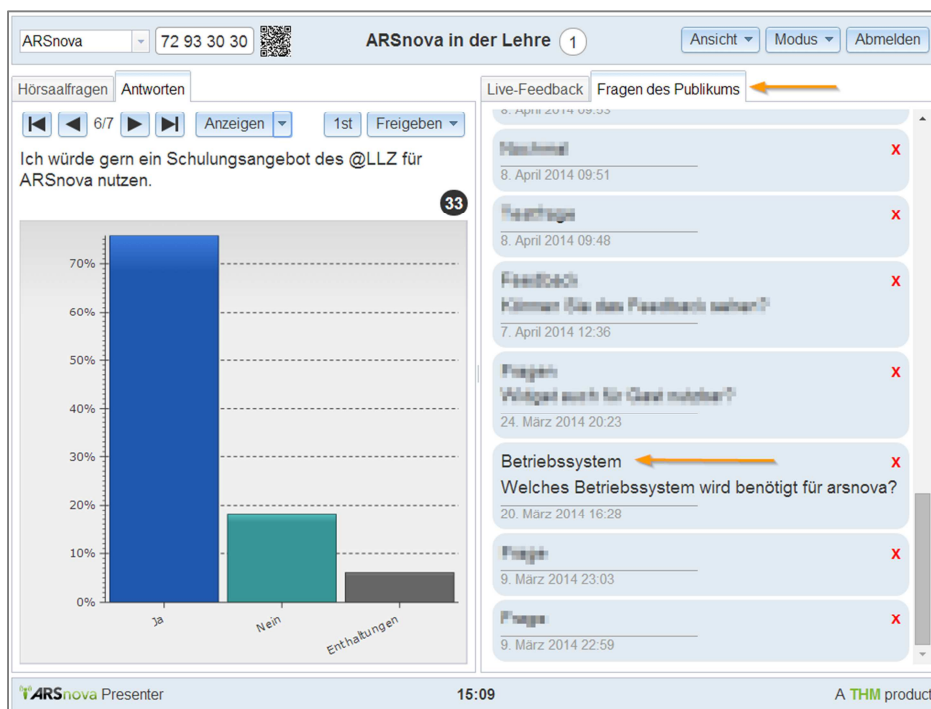 ARSnova
72 93 30 30
ARSnova in der Lehre 1
Ansicht
Modus
Abmelden
Hörsaalfragen
Antworten
6/7
Anzeigen
1st
Freigeben
Ich würde gern ein Schulungsangebot des @LLZ für
ARSnova nutzen.
33
70%
60%
50%
40%
30%
20%
10%
0%
Ja
Nein
Enthaltungen
Live-Feedback
Fragen des Publikums
8. April 2014 09:53
X
8. April 2014 09:51
X
8. April 2014 09:48
X
7. April 2014 12:36
X
24. März 2014 20:23
Betriebssystem
X
Welches Betriebssystem wird benötigt für arsnova?
20. März 2014 16:28
X
9. März 2014 23:03
X
9. März 2014 22:59
ARSnova Presenter
15:09
A THM product